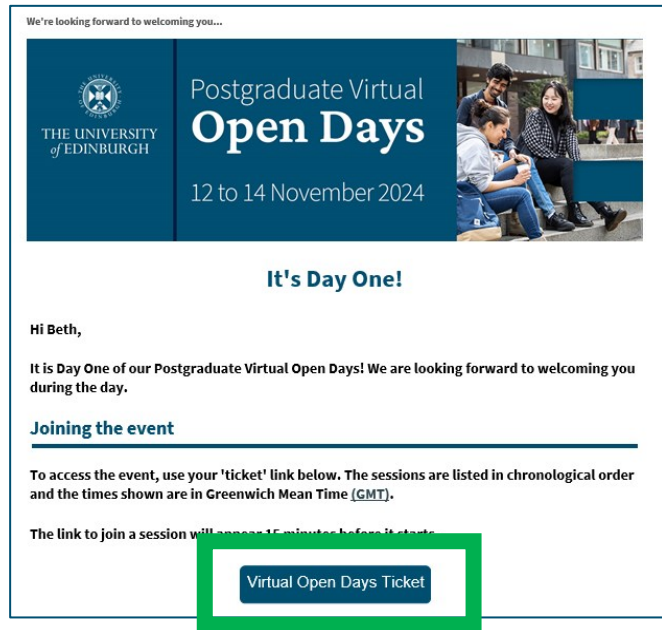 We're looking forward to welcoming you...
THE UNIVERSITY
of EDINBURGH
Postgraduate Virtual
Open Days
12 to 14 November 2024
It's Day One!
Hi Beth,
It is Day One of our Postgraduate Virtual Open Days! We are looking forward to welcoming you
during the day.
Joining the event
To access the event, use your 'ticket' link below. The sessions are listed in chronological order
and the times shown are in Greenwich Mean Time (GMT).
The link to join a session will appear 15 minutes before it starts
Virtual Open Days Ticket